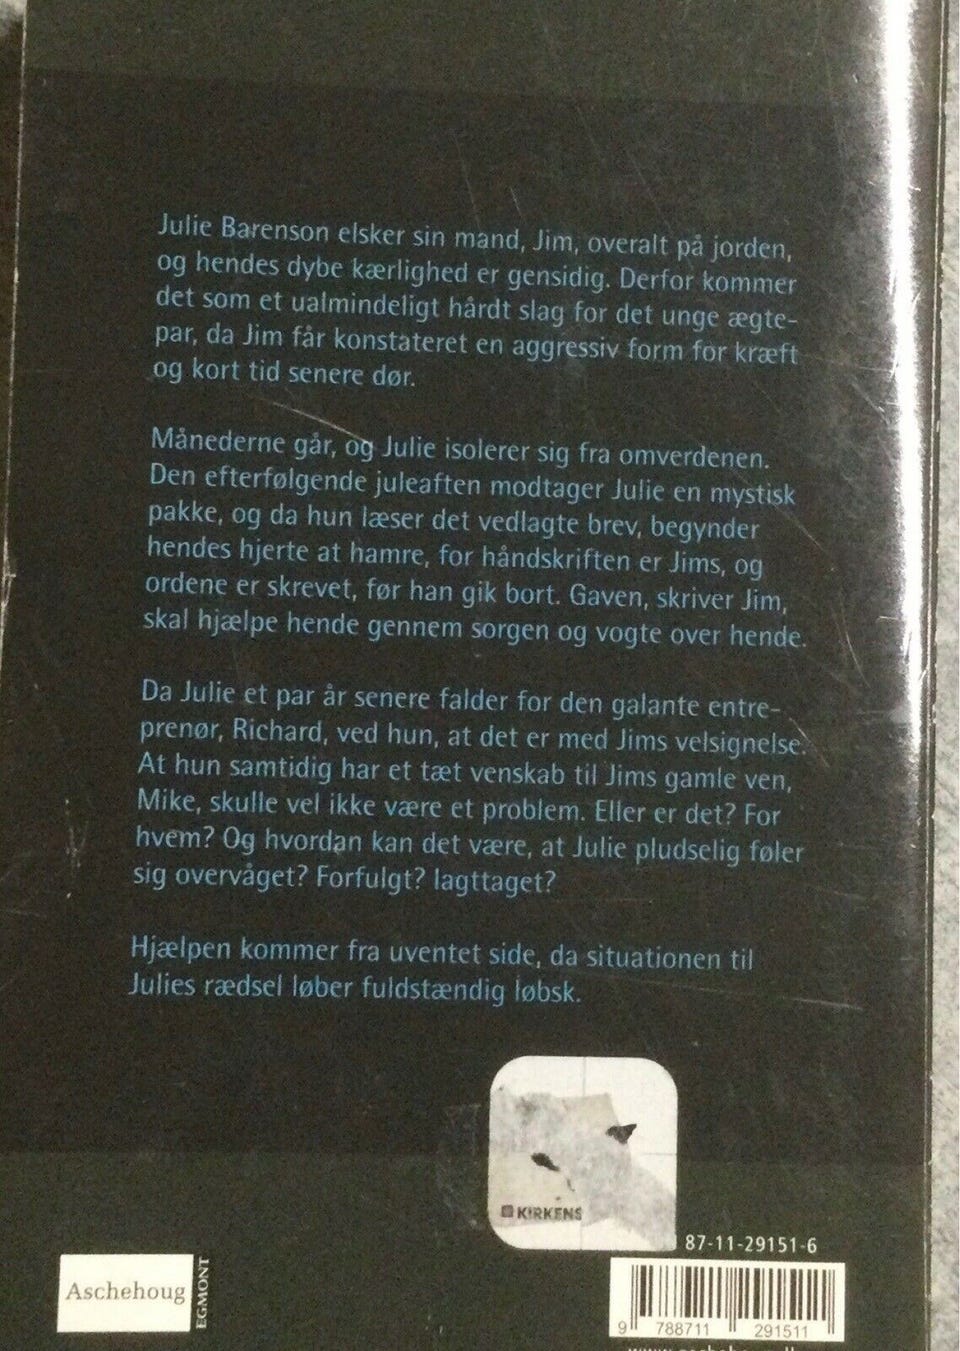 Julie Barenson elsker sin mand, Jim, overalt på jorden,
og hendes dybe kærlighed er gensidig. Derfor kommer
det som et ualmindeligt hårdt slag for det unge ægte-
par, da Jim får konstateret en aggressiv form for kræft
og kort tid senere dør.
Månederne går, og Julie isolerer sig fra omverdenen.
Den efterfølgende juleaften modtager Julie en mystisk
pakke, og da hun læser det vedlagte brev, begynder
hendes hjerte at hamre, for håndskriften er Jims, og
ordene er skrevet, før han gik bort. Gaven, skriver Jim,
skal hjælpe hende gennem sorgen og vogte over hende.
Da Julie et par år senere falder for den galante entre-
prenør, Richard, ved hun, at det er med Jims velsignelse.
At hun samtidig har et tæt venskab til Jims gamle ven,
Mike, skulle vel ikke være et problem. Eller er det? For
hvem? Og hvordan kan det være, at Julie pludselig føler
sig overvåget? Forfulgt? Iagttaget?
Hjælpen kommer fra uventet side, da situationen til
Julies rædsel løber fuldstændig løbsk.
KIRKENS
87-11-29151-6
Aschehoug
EGMONT
9 788711 291511